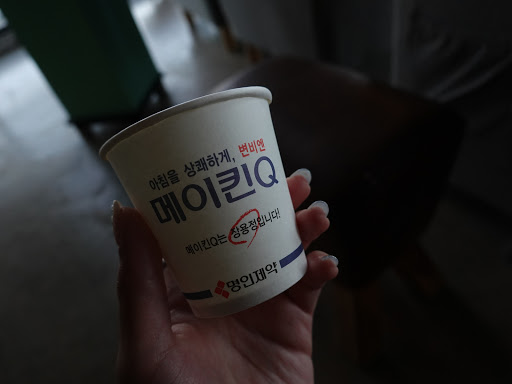 아침을 상쾌하게, 변비엔
메이킨Q
메이킨Q는 장용정입니다!
명인제약